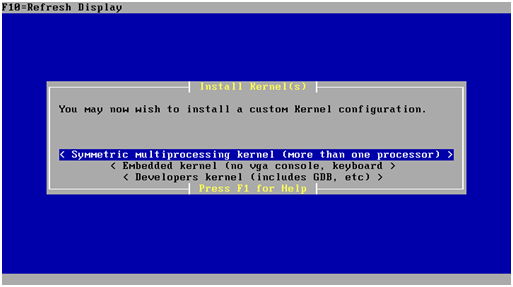 F10=Refresh Display
Install Kernel(s)
You may now wish to install a custom Kernel configuration.
< Symmetric multiprocessing kernel (more than one processor) >
< Embedded kernel (no vga console, keyboard >
< Developers kernel (includes GDB, etc) >
Press F1 for Help